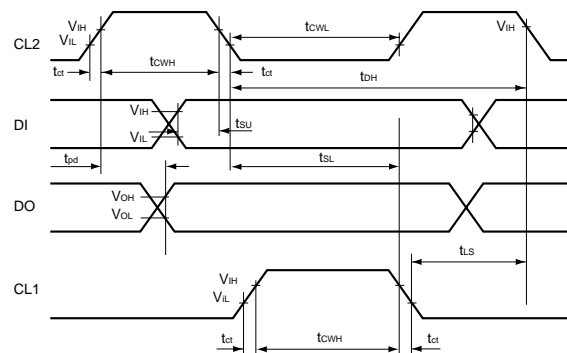 VIH
VIL
CL2
tCWL
VIH
tct
tCWH
tct
tDH
VIH
DI
VIL
tSU
tpd
tSL
VOH
DO
VOL
tLS
VIH
CL1
VIL
tct
tCWH
tct